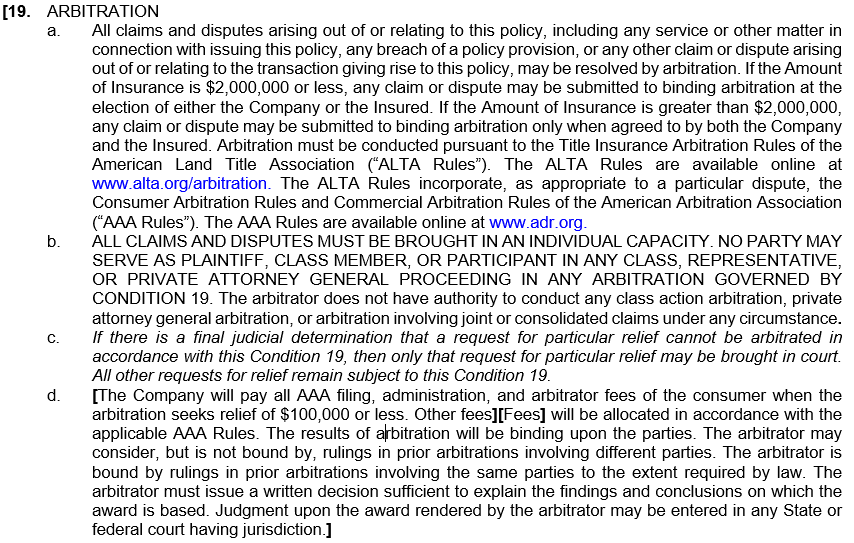 [19. ARBITRATION
a. All claims and disputes arising out of or relating to this policy, including any service or other matter in
connection with issuing this policy, any breach of a policy provision, or any other claim or dispute arising
out of or relating to the transaction giving rise to this policy, may be resolved by arbitration. If the Amount
of Insurance is $2,000,000 or less, any claim or dispute may be submitted to binding arbitration at the
election of either the Company or the Insured. If the Amount of Insurance is greater than $2,000,000,
any claim or dispute may be submitted to binding arbitration only when agreed to by both the Company
and the Insured. Arbitration must be conducted pursuant to the Title Insurance Arbitration Rules of the
American Land Title Association (“ALTA Rules”). The ALTA Rules are available online at
www.alta.org/arbitration. The ALTA Rules incorporate, as appropriate to a particular dispute, the
Consumer Arbitration Rules and Commercial Arbitration Rules of the American Arbitration Association
(“AAA Rules”). The AAA Rules are available online at www.adr.org.
b. ALL CLAIMS AND DISPUTES MUST BE BROUGHT IN AN INDIVIDUAL CAPACITY. NO PARTY MAY
SERVE AS PLAINTIFF, CLASS MEMBER, OR PARTICIPANT IN ANY CLASS, REPRESENTATIVE,
OR PRIVATE ATTORNEY GENERAL PROCEEDING IN ANY ARBITRATION GOVERNED BY
CONDITION 19. The arbitrator does not have authority to conduct any class action arbitration, private
attorney general arbitration, or arbitration involving joint or consolidated claims under any circumstance.
c. If there is a final judicial determination that a request for particular relief cannot be arbitrated in
accordance with this Condition 19, then only that request for particular relief may be brought in court.
All other requests for relief remain subject to this Condition 19.
d. [The Company will pay all AAA filing, administration, and arbitrator fees of the consumer when the
arbitration seeks relief of $100,000 or less. Other fees][Fees] will be allocated in accordance with the
applicable AAA Rules. The results of arbitration will be binding upon the parties. The arbitrator may
consider, but is not bound by, rulings in prior arbitrations involving different parties. The arbitrator is
bound by rulings in prior arbitrations involving the same parties to the extent required by law. The
arbitrator must issue a written decision sufficient to explain the findings and conclusions on which the
award is based. Judgment upon the award rendered by the arbitrator may be entered in any State or
federal court having jurisdiction.]